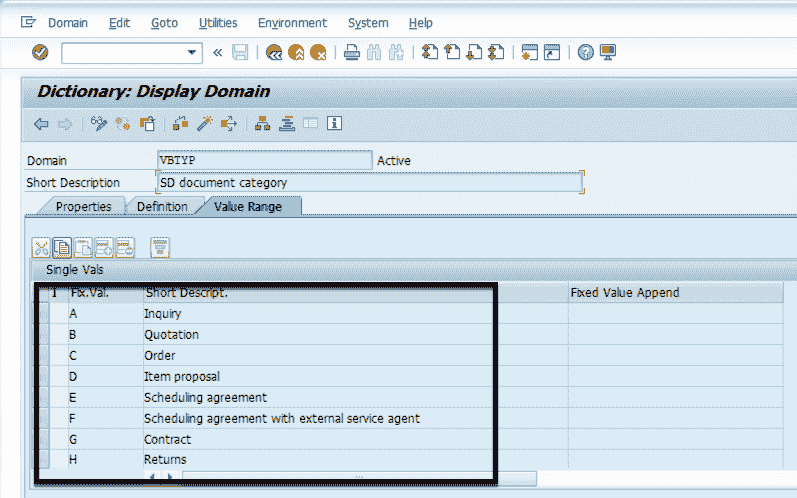 Domain Edit Goto Utilities Environment System Help
Dictionary: Display Domain
Domain VBTYP Active
Short Description SD document category
Properties Definition Value Range
Single Vals
I Fix.Val. Short Descript. Fixed Value Append
A Inquiry
B Quotation
C Order
D Item proposal
E Scheduling agreement
F Scheduling agreement with external service agent
G Contract
H Returns